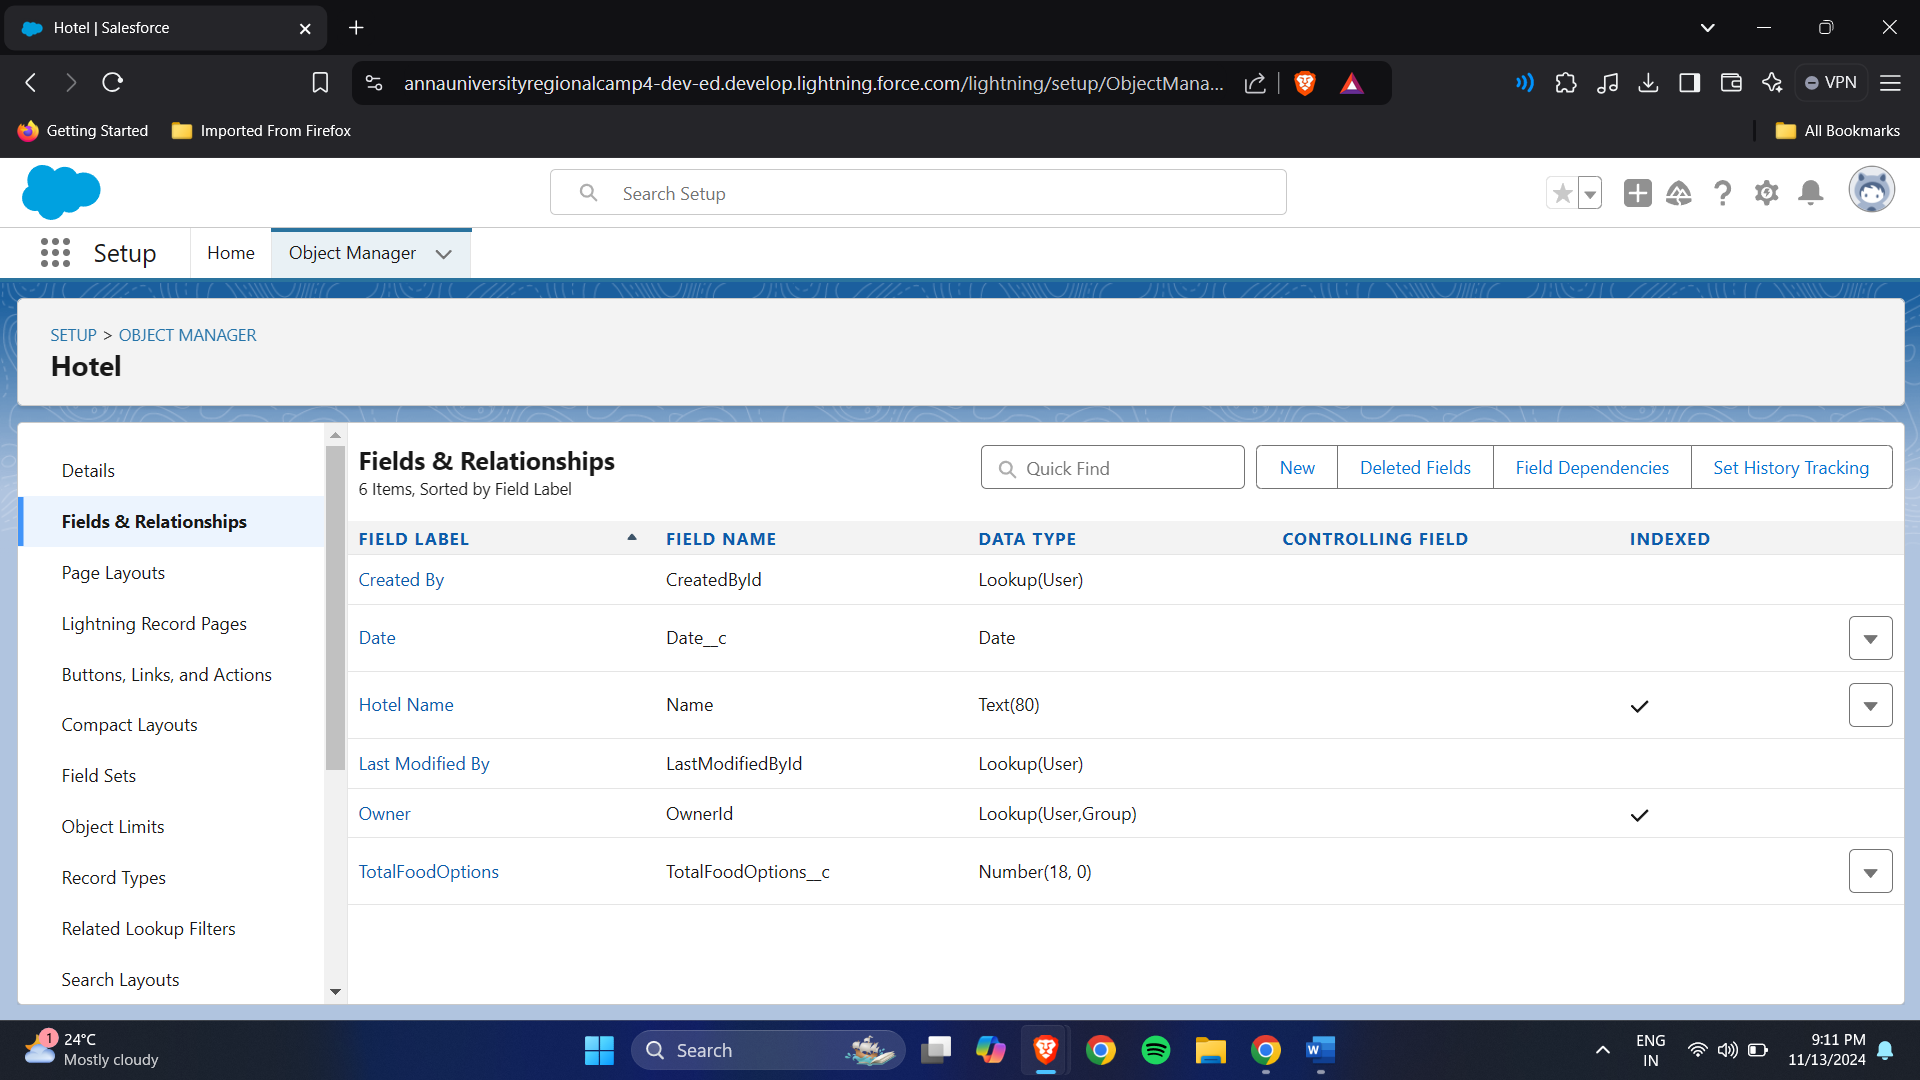 Hotel | Salesforce
annauniversityregionalcamp4-dev-ed.develop.lightning.force.com/lightning/setup/ObjectMana...
VPN
Getting Started
Imported From Firefox
All Bookmarks
Search Setup
Setup
Home
Object Manager
SETUP > OBJECT MANAGER
Hotel
Details
Fields & Relationships
Page Layouts
Lightning Record Pages
Buttons, Links, and Actions
Compact Layouts
Field Sets
Object Limits
Record Types
Related Lookup Filters
Search Layouts
Fields & Relationships
6 Items, Sorted by Field Label
Quick Find
New
Deleted Fields
Field Dependencies
Set History Tracking
FIELD LABEL FIELD NAME DATA TYPE CONTROLLING FIELD INDEXED
Created By CreatedById Lookup(User)
Date Date__c Date
Hotel Name Name Text(80)
Last Modified By LastModifiedById Lookup(User)
Owner OwnerId Lookup(User,Group)
TotalFoodOptions TotalFoodOptions__c Number(18, 0)
1
24°C
Mostly cloudy
Search
W
ENG
IN
9:11 PM
11/13/2024